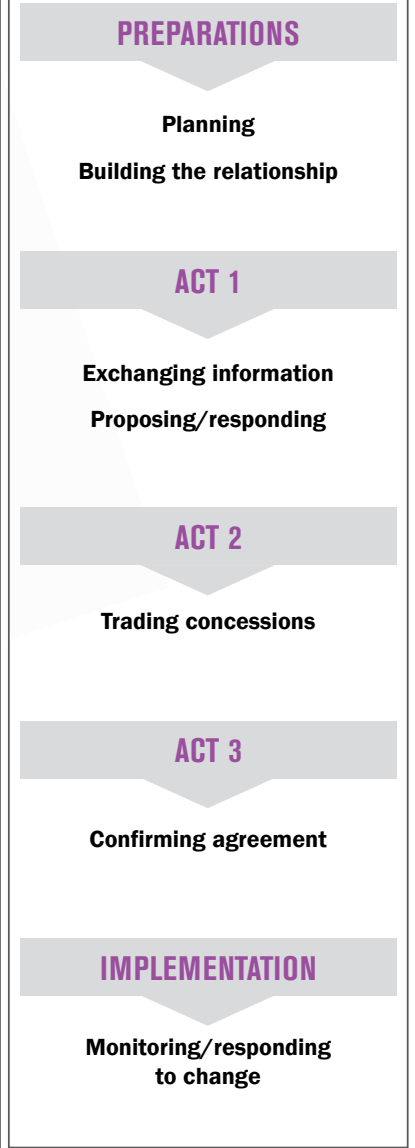 PREPARATIONS
Planning
Building the relationship
ACT 1
Exchanging information
Proposing/responding
ACT 2
Trading concessions
ACT 3
Confirming agreement
IMPLEMENTATION
Monitoring/responding
to change